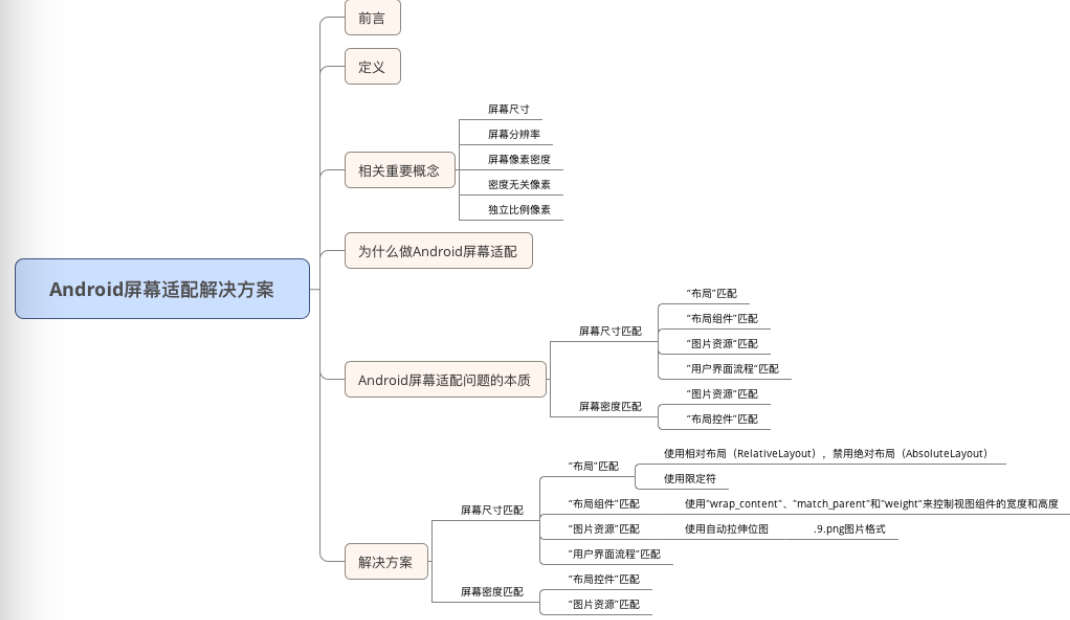 前言
定义
屏幕尺寸
屏幕分辨率
相关重要概念
屏幕像素密度
密度无关像素
独立比例像素
为什么做Android屏幕适配
Android屏幕适配解决方案
Android屏幕适配问题的本质
屏幕尺寸匹配
“布局”匹配
“布局组件”匹配
“图片资源”匹配
“用户界面流程”匹配
屏幕密度匹配
“图片资源”匹配
“布局控件”匹配
解决方案
屏幕尺寸匹配
“布局”匹配
使用相对布局（RelativeLayout），禁用绝对布局（AbsoluteLayout）
使用限定符
“布局组件”匹配 使用"wrap_content"、"match_parent"和"weight“来控制视图组件的宽度和高度
“图片资源”匹配 使用自动拉伸位图 .9.png图片格式
“用户界面流程”匹配
屏幕密度匹配
“布局控件”匹配
“图片资源”匹配